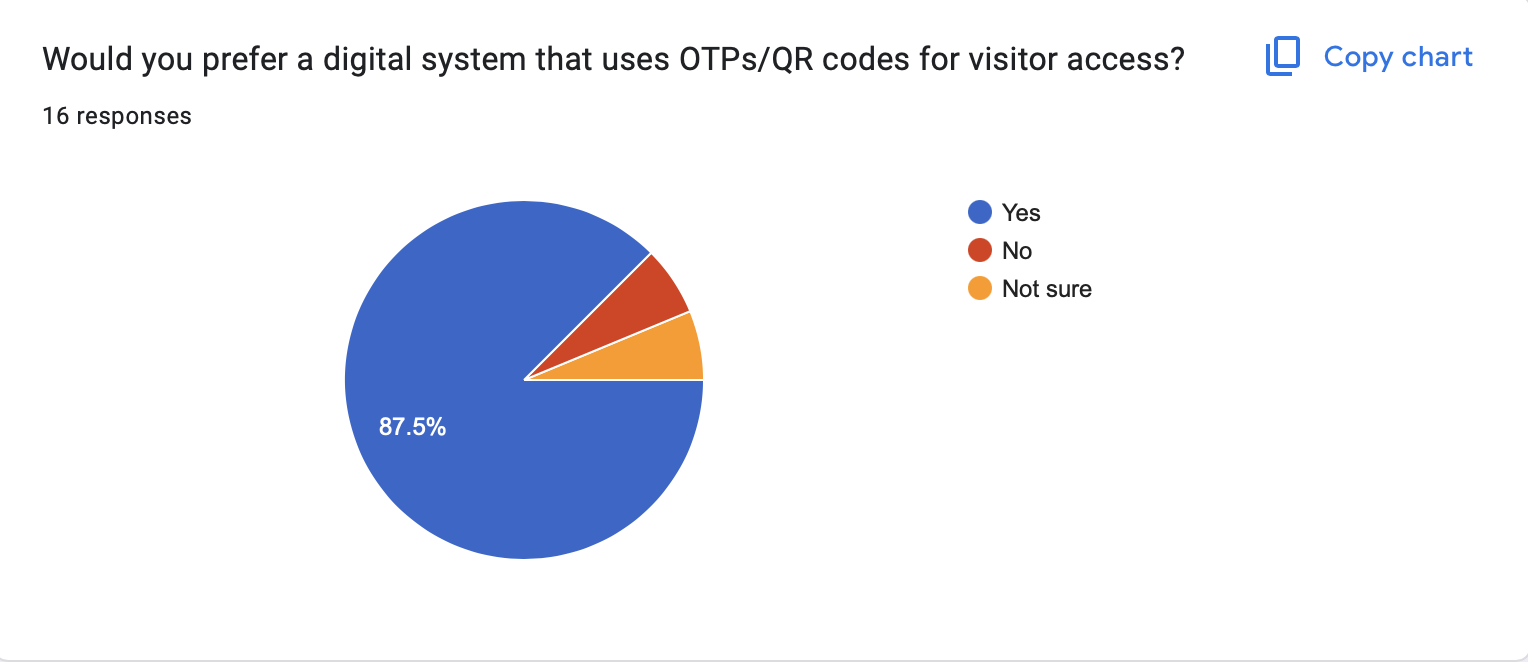 Would you prefer a digital system that uses OTPs/QR codes for visitor access?
Copy chart
16 responses
Yes
No
Not sure
87.5%